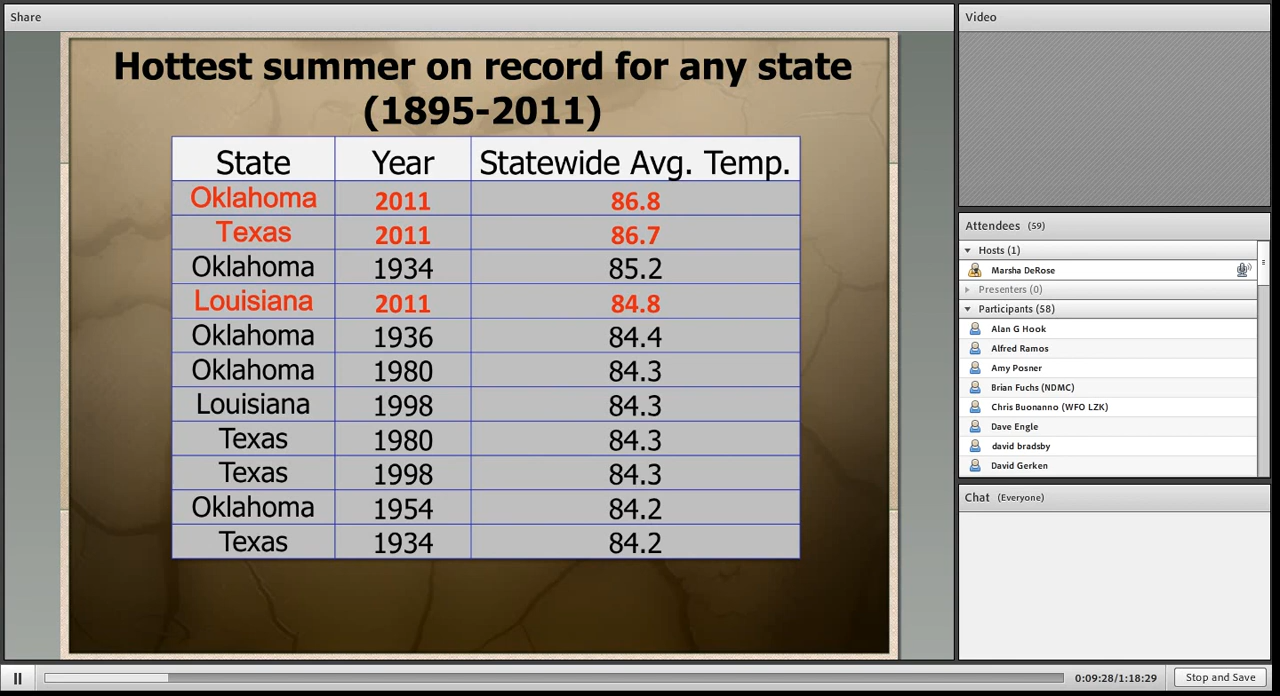 Share
Hottest summer on record for any state
(1895-2011)
State Year Statewide Avg. Temp.
Oklahoma 2011 86.8
Texas 2011 86.7
Oklahoma 1934 85.2
Louisiana 2011 84.8
Oklahoma 1936 84.4
Oklahoma 1980 84.3
Louisiana 1998 84.3
Texas 1980 84.3
Texas 1998 84.3
Oklahoma 1954 84.2
Texas 1934 84.2
Video
Attendees (59)
Hosts (1)
Marsha DeRose
Presenters (0)
Participants (58)
Alan G Hook
Alfred Ramos
Amy Posner
Brian Fuchs (NDMC)
Chris Buonanno (WFO LZK)
Dave Engle
david bradsby
David Gerken
Chat (Everyone)
0:09:28/1:18:29
Stop and Save